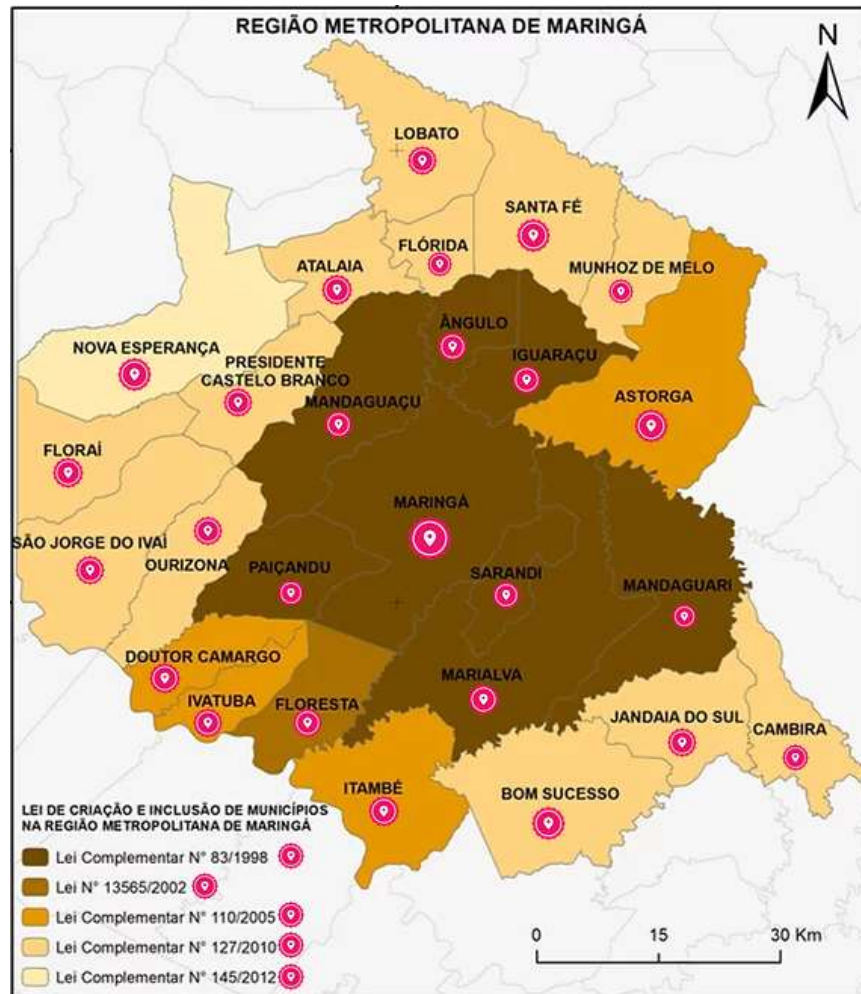 REGIÃO METROPOLITANA DE MARINGÁ
N
LOBATO
SANTA FÉ
FLÓRIDA
ATALAIA
MUNHOZ DE MELO
ÂNGULO
NOVA ESPERANÇA
IGUARAÇU
PRESIDENTE
CASTELO BRANCO
MANDAGUAÇU
ASTORGA
FLORAÍ
MARINGÁ
SÃO JORGE DO IVAÍ
OURIZONA
PAIÇANDU
SARANDI
MANDAGUARI
DOUTOR CAMARGO
MARIALVA
IVATUBA
FLORESTA
JANDAIA DO SUL
CAMBIRA
ITAMBÉ
BOM SUCESSO
LEI DE CRIAÇÃO E INCLUSÃO DE MUNICÍPIOS
NA REGIÃO METROPOLITANA DE MARINGÁ
Lei Complementar N° 83/1998
Lei N° 13565/2002
Lei Complementar N° 110/2005
Lei Complementar N° 127/2010
Lei Complementar N° 145/2012
0 15 30 Km